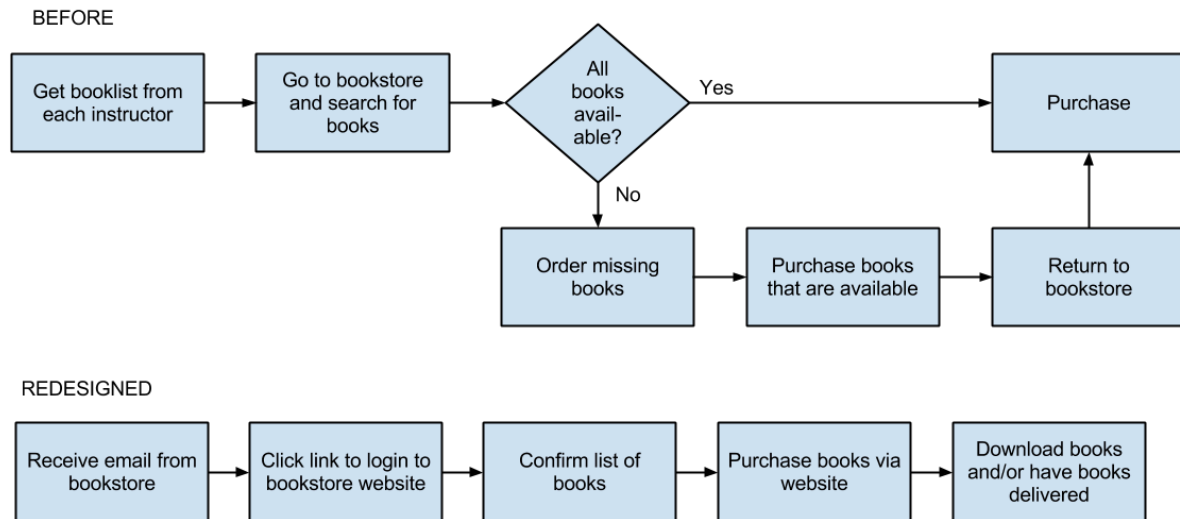 BEFORE
Get booklist from
each instructor
Go to bookstore
and search for
books
All
books
avail-
able?
Yes
Purchase
No
Order missing
books
Purchase books
that are available
Return to
bookstore
REDESIGNED
Receive email from
bookstore
Click link to login to
bookstore website
Confirm list of
books
Purchase books via
website
Download books
and/or have books
delivered